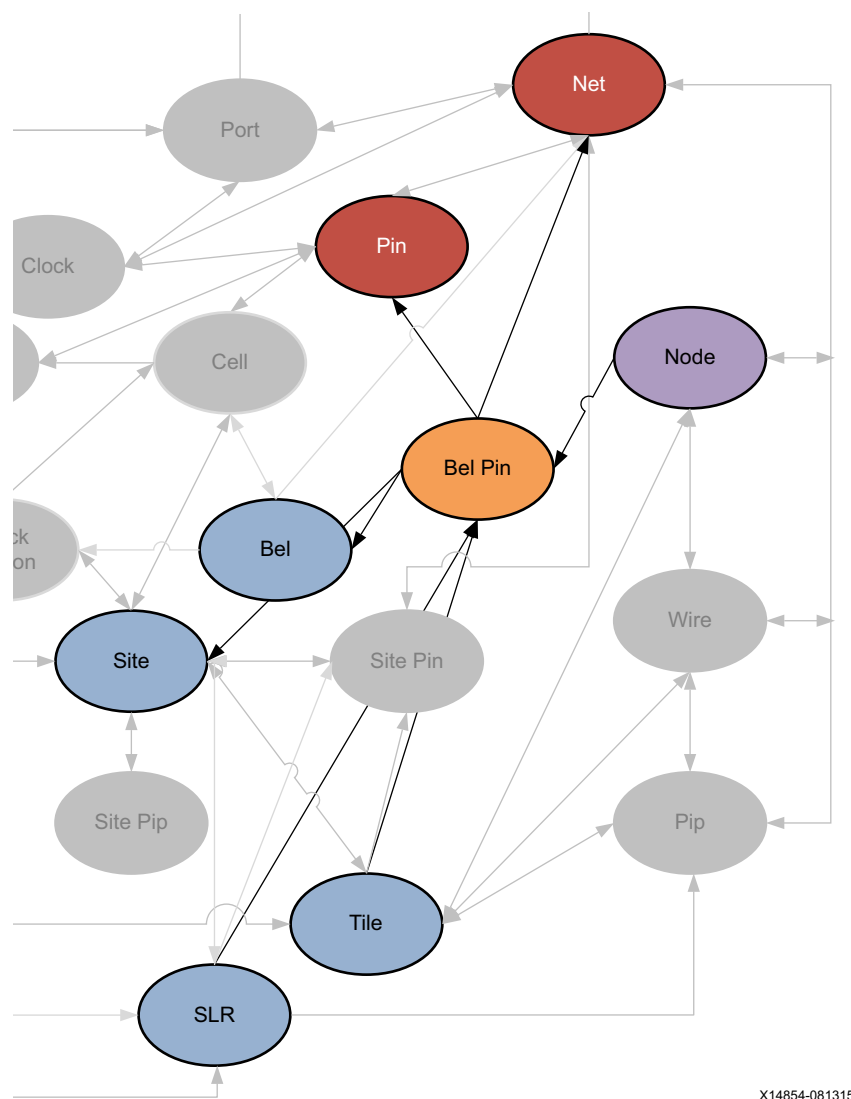 Net
Port
Pin
Clock
Node
Cell
Bel Pin
ck
on
Bel
Wire
Site
Site Pin
Site Pip
Pip
Tile
SLR
X14854-081315